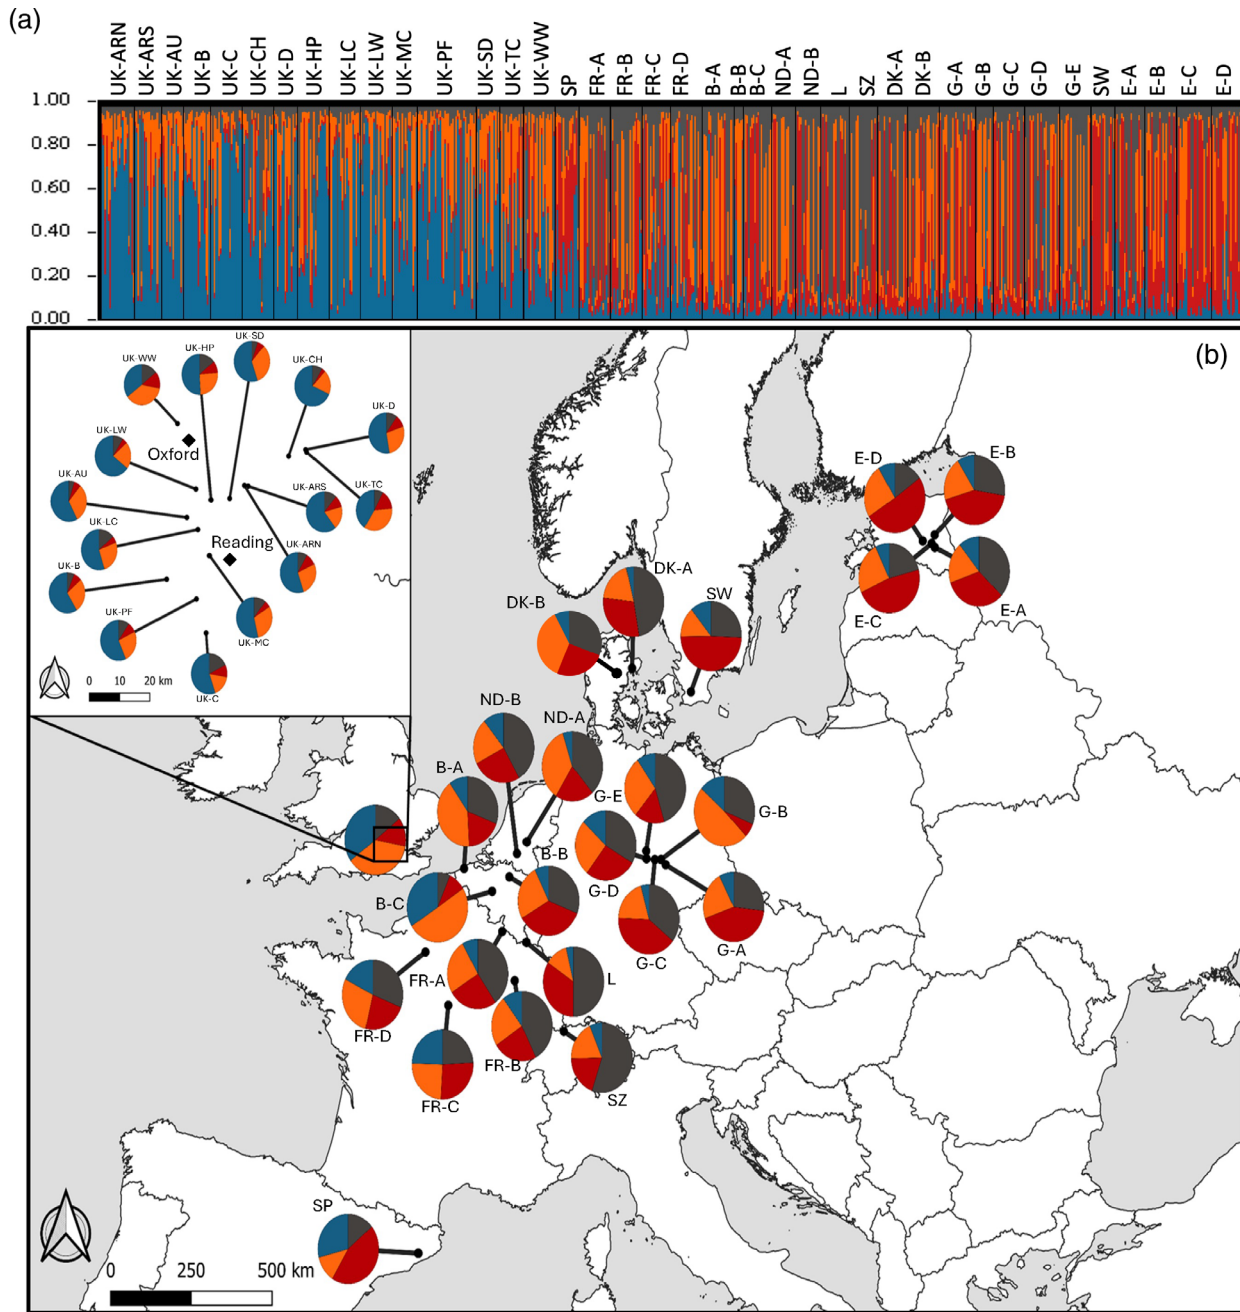 (a)
UK-ARN UK-ARS UK-AU UK-B UK-C UK-CH UK-D UK-HP UK-LC UK-LW UK-MC UK-PF UK-SD UK-TC UK-WW SP FR-A FR-B FR-C FR-D B-A B-B B-C ND-A ND-B L SZ DK-A DK-B G-A G-B G-C G-D G-E SW E-A E-B E-C E-D
1.00
0.80
0.60
0.40
0.20
0.00
(b)
UK-SD
UK-HP
UK-WW
UK-CH
UK-D
Oxford
UK-LW
UK-AU
UK-ARS
UK-TC
UK-LC
Reading
UK-ARN
UK-B
UK-PF
UK-MC
UK-C
0 10 20 km
E-D
E-B
E-C
E-A
DK-A
DK-B
SW
ND-B
ND-A
B-A
G-E
G-B
B-B
G-D
B-C
G-C
G-A
FR-A
L
FR-D
FR-B
FR-C
SZ
SP
0 250 500 km